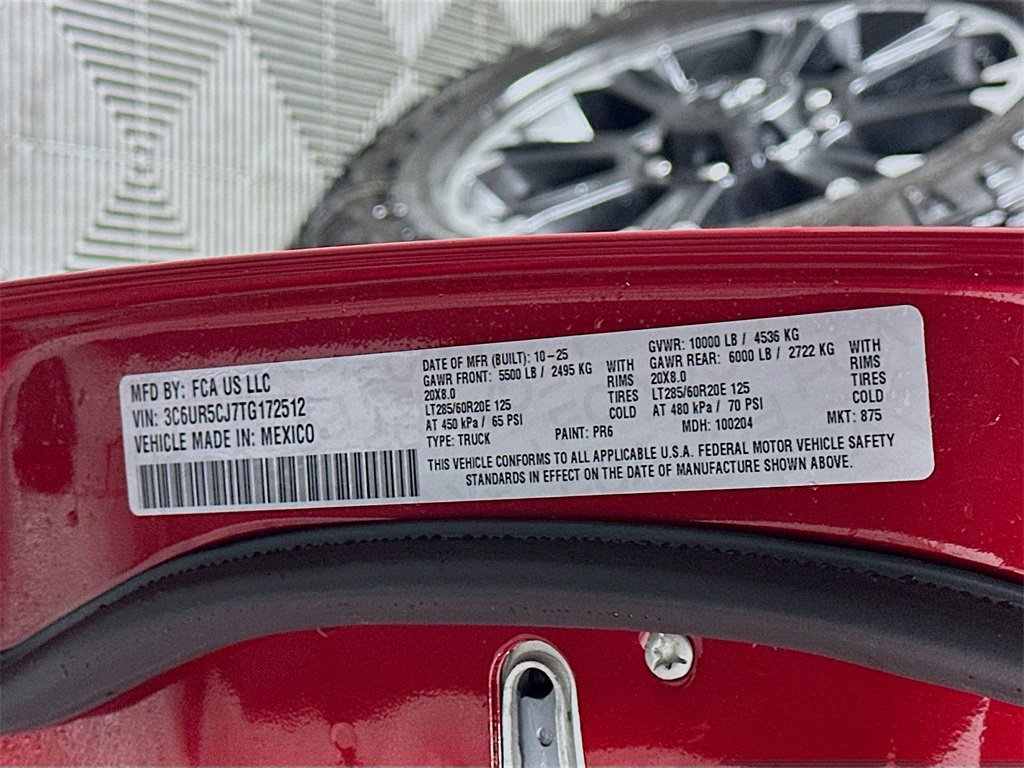 MFD BY: FCA US LLC
VIN: 3C6UR5CJ7TG172512
VEHICLE MADE IN: MEXICO
DATE OF MFR (BUILT): 10-25
GAWR FRONT: 5500 LB / 2495 KG
20X8.0
LT285/60R20E 125
AT 450 kPa / 65 PSI
TYPE: TRUCK
WITH
RIMS
TIRES
COLD
PAINT: PR6
GVWR: 10000 LB / 4536 KG
GAWR REAR: 6000 LB / 2722 KG
20X8.0
LT285/60R20E 125
AT 480 kPa / 70 PSI
MDH: 100204
WITH
RIMS
TIRES
COLD
MKT: 875
THIS VEHICLE CONFORMS TO ALL APPLICABLE U.S.A. FEDERAL MOTOR VEHICLE SAFETY
STANDARDS IN EFFECT ON THE DATE OF MANUFACTURE SHOWN ABOVE.